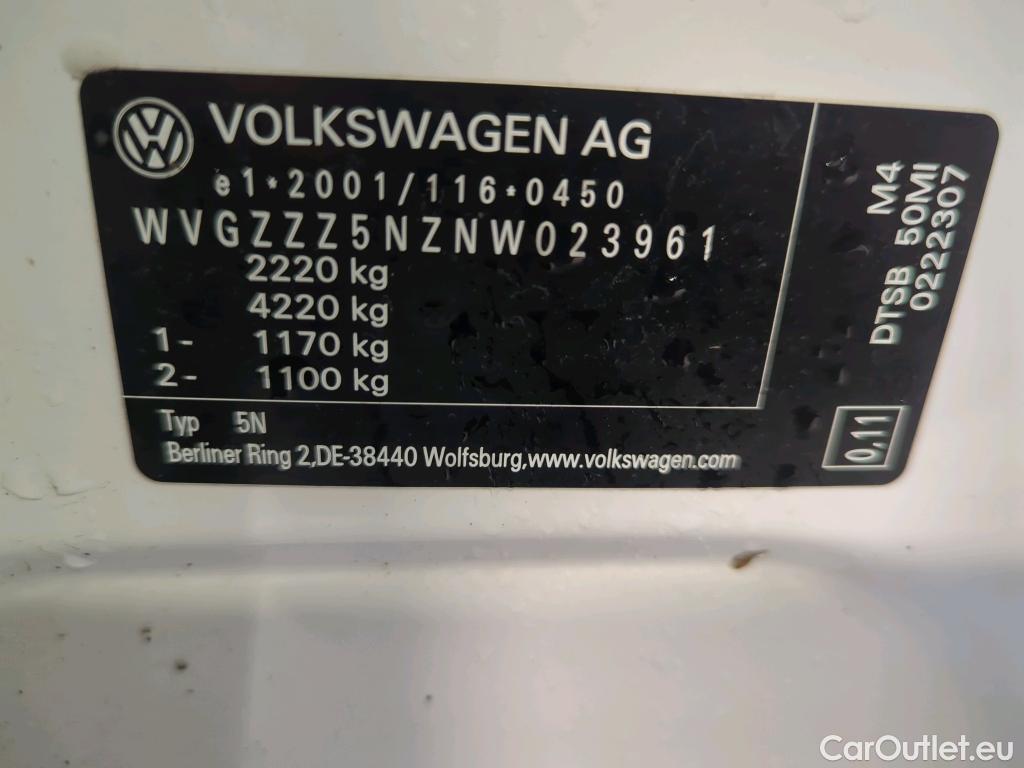 VOLKSWAGEN AG
e1*2001/116*0450
WVGZZZ5NZNW023961
2220 kg
4220 kg
1- 1170 kg
2- 1100 kg
Typ 5N
Berliner Ring 2,DE-38440 Wolfsburg,www.volkswagen.com
M4
DTSB 50MI
0222307
0,11
CarOutlet.eu